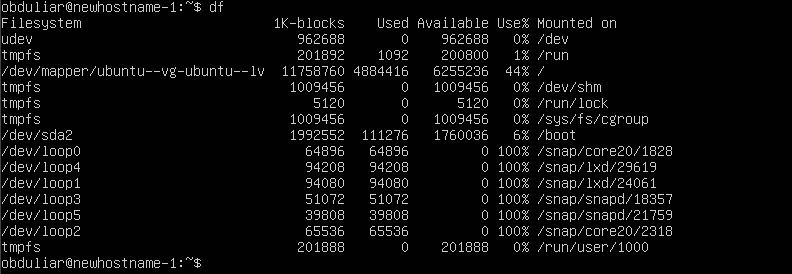 obduliar@newhostname-1:~$ df
Filesystem                        1K-blocks    Used Available Use% Mounted on
udev                                 962688       0    962688   0% /dev
tmpfs                                201892    1092    200800   1% /run
/dev/mapper/ubuntu--vg-ubuntu--lv  11758760 4884416   6255236  44% /
tmpfs                               1009456       0   1009456   0% /dev/shm
tmpfs                                  5120       0      5120   0% /run/lock
tmpfs                               1009456       0   1009456   0% /sys/fs/cgroup
/dev/sda2                           1992552  111276   1760036   6% /boot
/dev/loop0                            64896   64896         0 100% /snap/core20/1828
/dev/loop4                            94208   94208         0 100% /snap/lxd/29619
/dev/loop1                            94080   94080         0 100% /snap/lxd/24061
/dev/loop3                            51072   51072         0 100% /snap/snapd/18357
/dev/loop5                            39808   39808         0 100% /snap/snapd/21759
/dev/loop2                            65536   65536         0 100% /snap/core20/2318
tmpfs                                201888       0    201888   0% /run/user/1000
obduliar@newhostname-1:~$